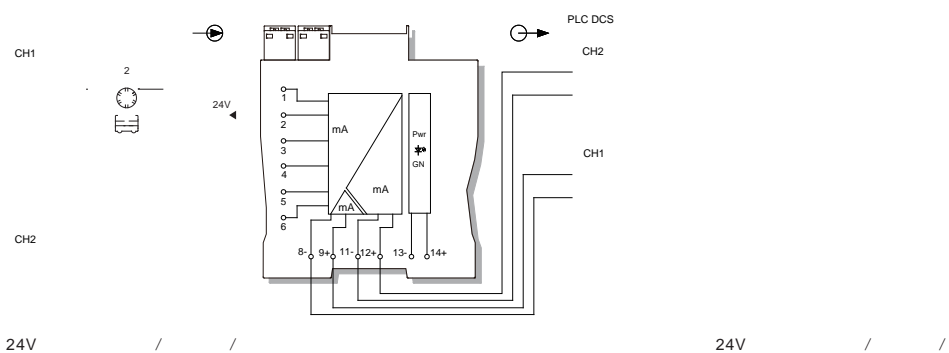 PLC DCS
CH1
CH2
2
24V
1
2
3
4
5
6
mA
mA
mA
Pwr
GN
CH1
CH2
8- 9+ 11- 12+ 13- 14+
24V / /
24V / /